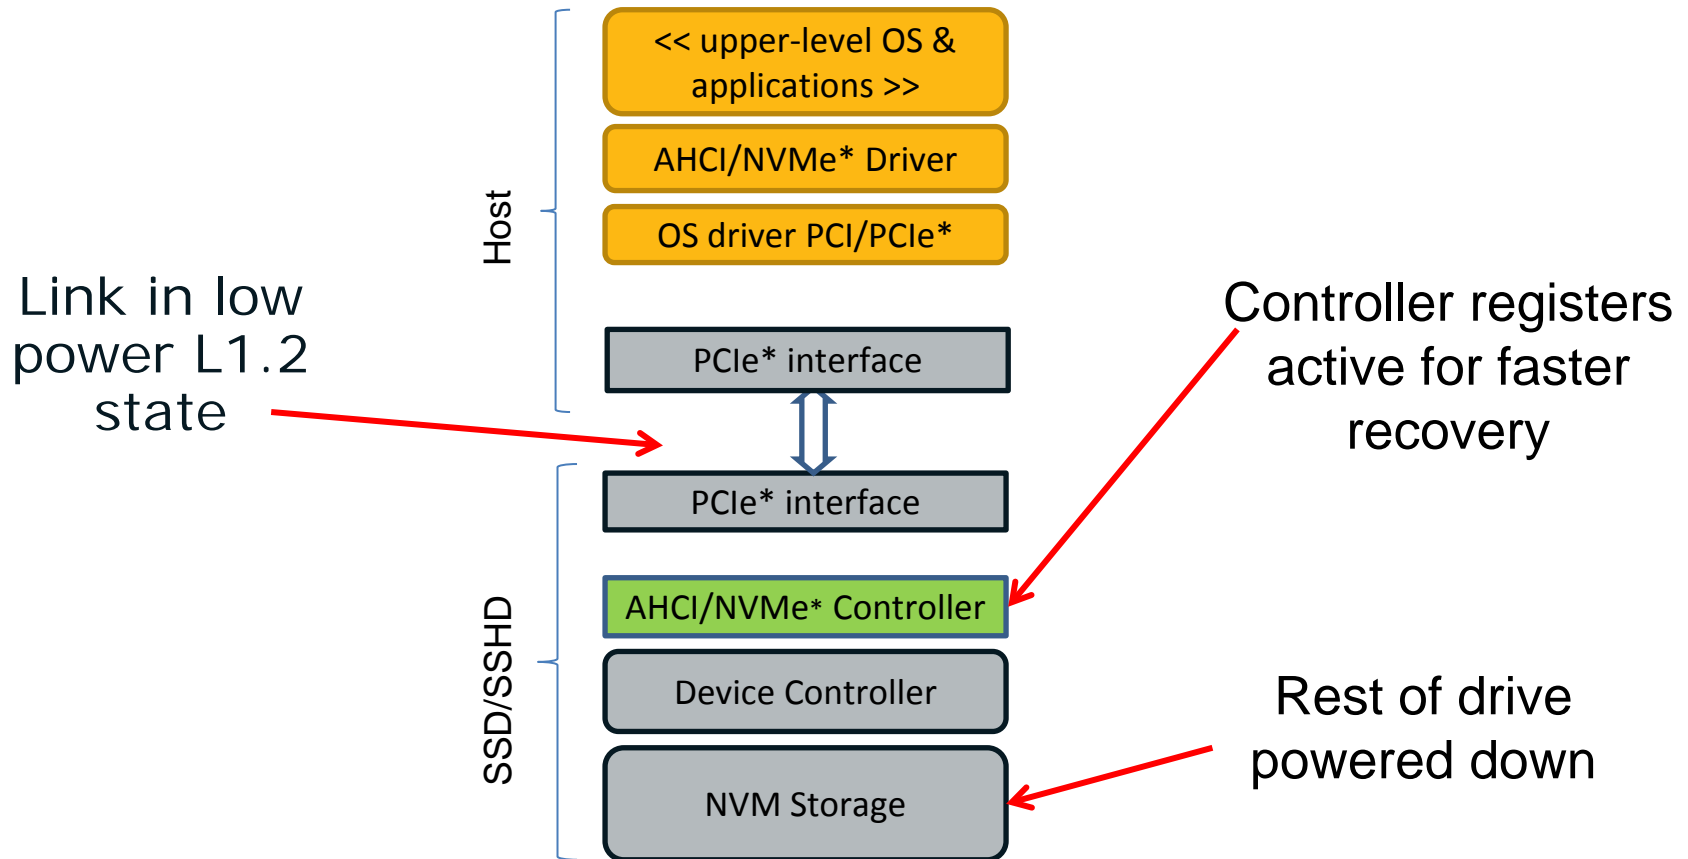 << upper-level OS &
applications >>
AHCI/NVMe* Driver
OS driver PCI/PCIe*
Host
Link in low
power L1.2
state
PCIe* interface
Controller registers
active for faster
recovery
PCIe* interface
SSD/SSHD
AHCI/NVMe* Controller
Device Controller
NVM Storage
Rest of drive
powered down